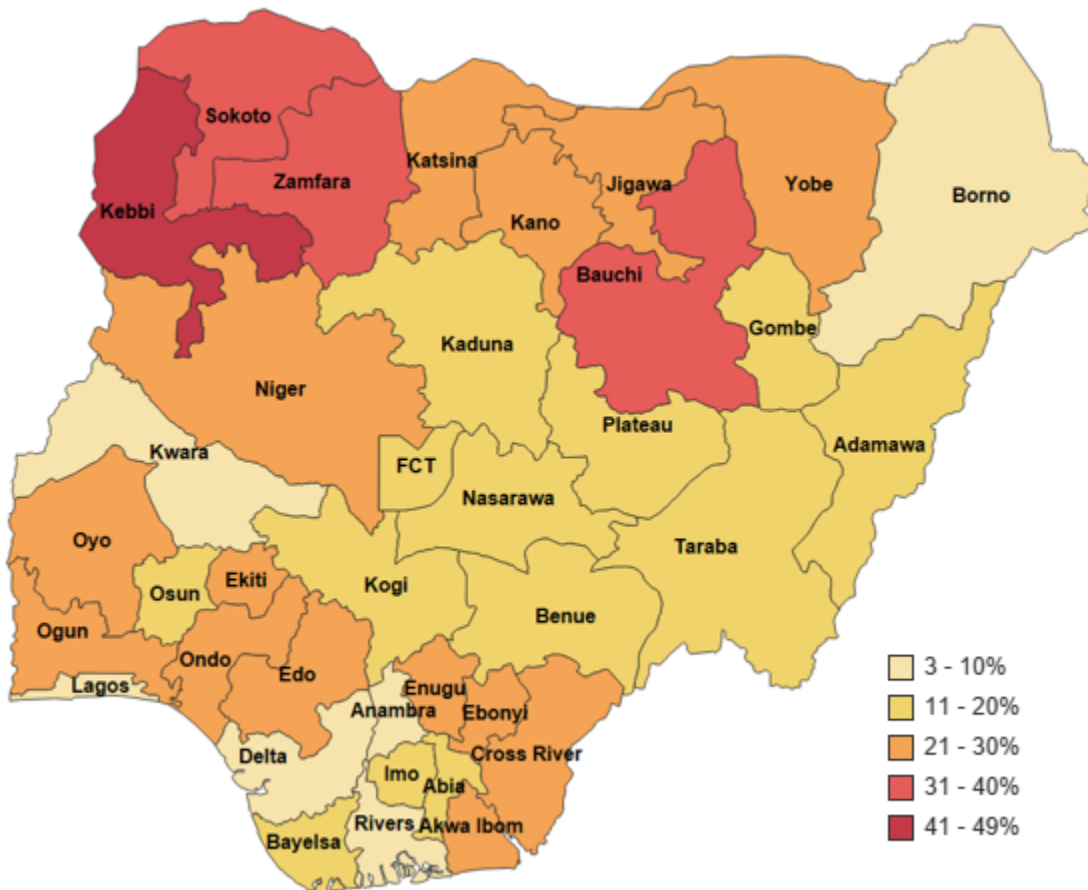 Sokoto
Katsina
Zamfara
Jigawa
Yobe
Borno
Kebbi
Kano
Bauchi
Gombe
Kaduna
Niger
Plateau
Adamawa
Kwara
FCT
Nasarawa
Oyo
Taraba
Ekiti
Kogi
Osun
Benue
Ogun
Ondo
Edo
Lagos
Enugu
Anambra
Ebonyi
Delta
Cross River
Imo
Abia
Rivers
Akwa Ibom
Bayelsa
3 - 10%
11 - 20%
21 - 30%
31 - 40%
41 - 49%